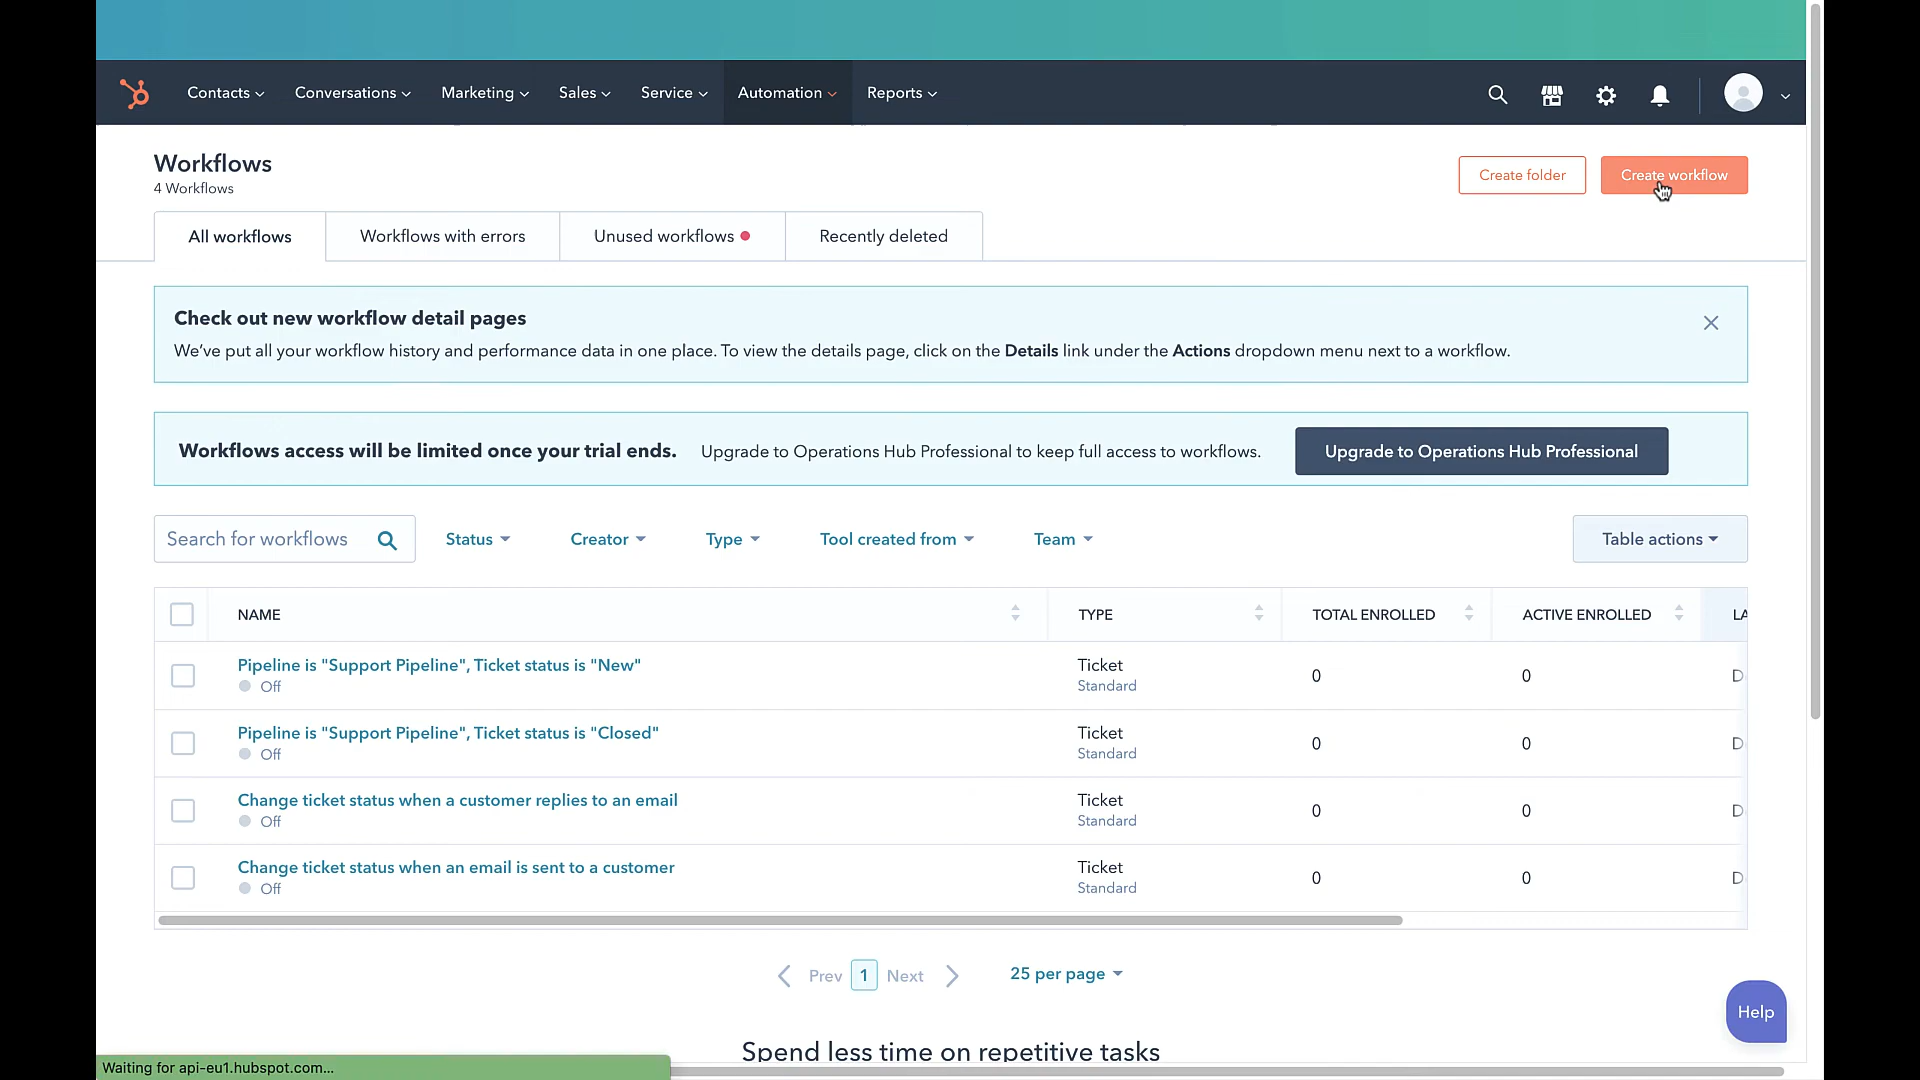 Contacts Conversations Marketing Sales Service Automation Reports
Workflows
4 Workflows
Create folder Create workflow
All workflows Workflows with errors Unused workflows Recently deleted
Check out new workflow detail pages
We've put all your workflow history and performance data in one place. To view the details page, click on the Details link under the Actions dropdown menu next to a workflow.
Workflows access will be limited once your trial ends. Upgrade to Operations Hub Professional to keep full access to workflows. Upgrade to Operations Hub Professional
Search for workflows Status Creator Type Tool created from Team Table actions
NAME TYPE TOTAL ENROLLED ACTIVE ENROLLED LA
Pipeline is "Support Pipeline", Ticket status is "New" Ticket 0 0 D
Off Standard
Pipeline is "Support Pipeline", Ticket status is "Closed" Ticket 0 0 D
Off Standard
Change ticket status when a customer replies to an email Ticket 0 0 D
Off Standard
Change ticket status when an email is sent to a customer Ticket 0 0 D
Off Standard
Prev 1 Next 25 per page
Help
Spend less time on repetitive tasks
Waiting for api-eu1.hubspot.com...